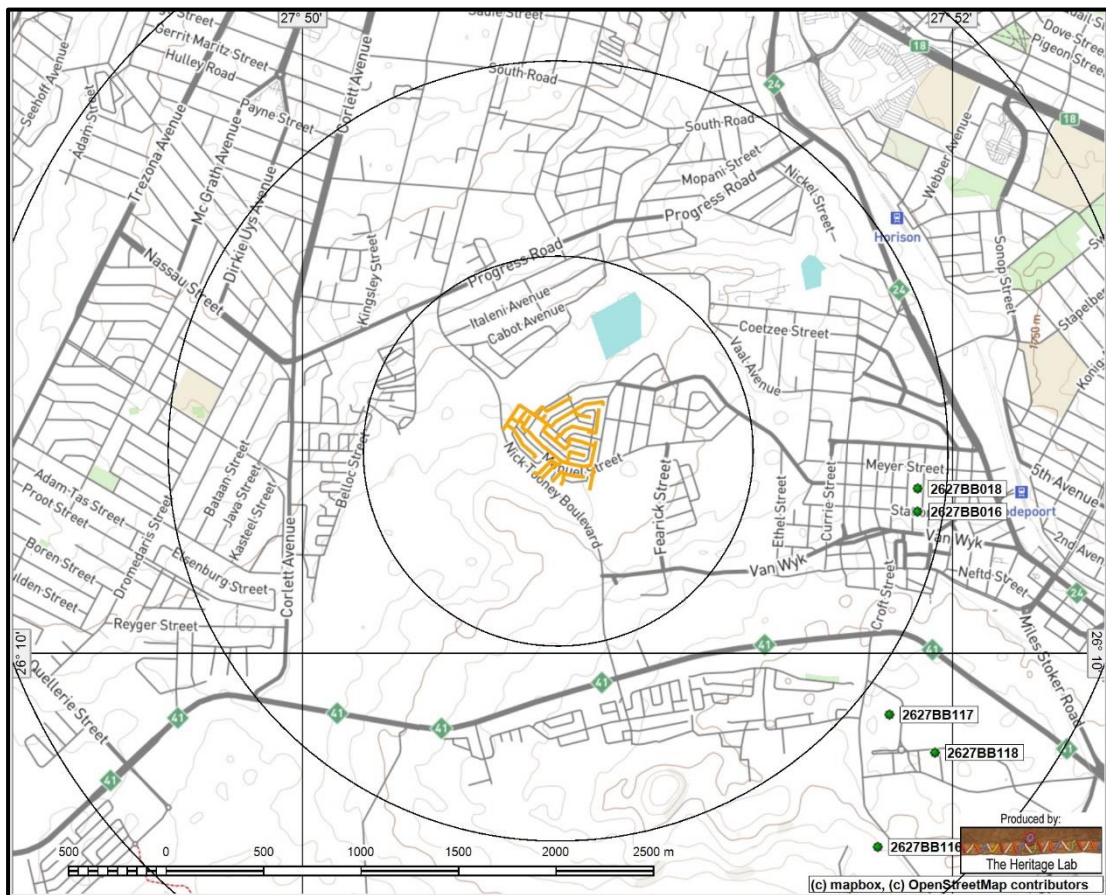 27° 50'
27° 52'
Sadie Street
Gerrit Maritz Street
Hulley Road
Payne Street
Seehoff Avenue
Adam Street
Trezona Avenue
Mc Grath Avenue
Dirkie Uys Avenue
Corlett Avenue
South Road
Dove Street
Pigeon Street
18
24
18
South Road
Mopani Street
Progress Road
Nickel Street
Webber Avenue
Horison
Sonop Street
1750 m
Nassau Street
Kingsley Street
Progress Road
Italeni Avenue
Cabot Avenue
Coetzee Street
Vaal Avenue
24
Belloc Street
Manuel Street
Nick Toomey Boulevard
Fearick Street
Ethel Street
Currie Street
Meyer Street
2627BB018
2627BB016
5th Avenue
Van Wyk
Van Wyk
Neftd Street
24
Adam-Tas Street
Proot Street
Boren Street
Dromedaris Street
Bataan Street
Java Street
Kasteel Street
Elsenburg Street
Corlett Avenue
Reyger Street
Croft Street
Miles Stoker Road
26° 10'
26° 10'
41
41
41
41
41
41
41
41
2627BB117
2627BB118
2627BB116
500 0 500 1000 1500 2000 2500 m
Produced by:
The Heritage Lab
(c) mapbox, (c) OpenStreetMap contributors